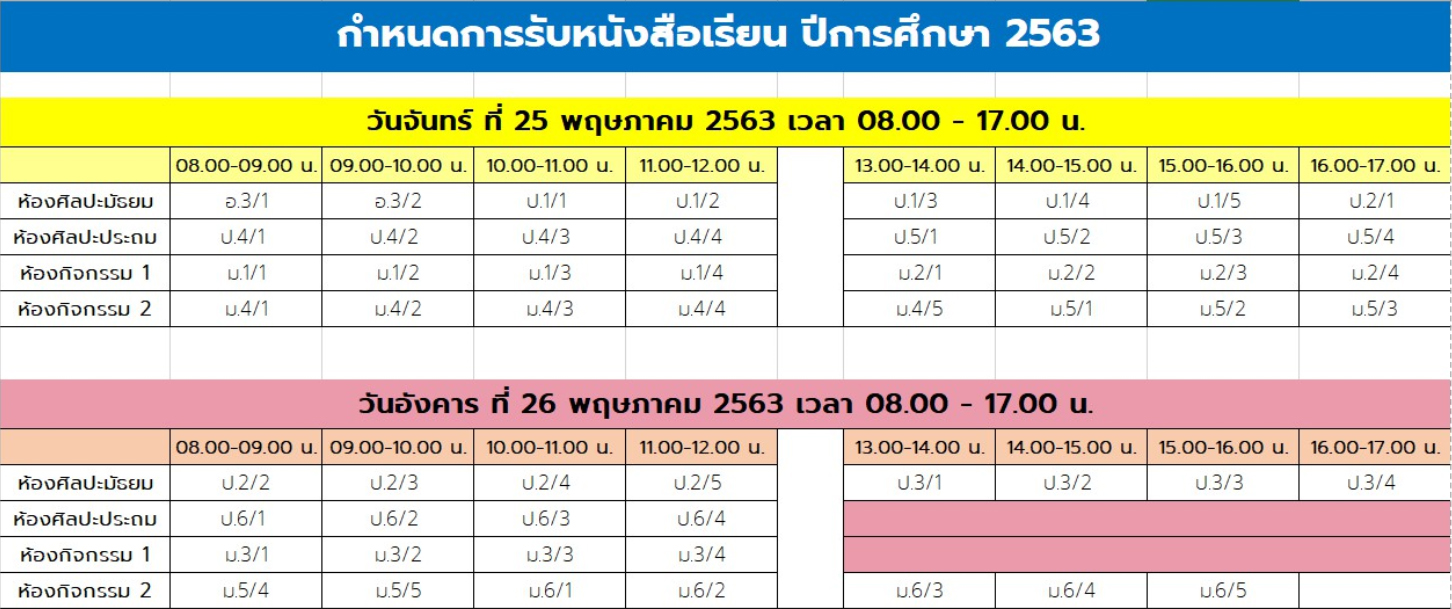 กำหนดการรับหนังสือเรียน ปีการศึกษา 2563
วันจันทร์ ที่ 25 พฤษภาคม 2563 เวลา 08.00 - 17.00 น.
08.00-09.00 น. 09.00-10.00 น. 10.00-11.00 น. 11.00-12.00 น. 13.00-14.00 น. 14.00-15.00 น. 15.00-16.00 น. 16.00-17.00 น.
ห้องศิลปะมัธยม อ.3/1 อ.3/2 ป.1/1 ป.1/2 ป.1/3 ป.1/4 ป.1/5 ป.2/1
ห้องศิลปะประถม ป.4/1 ป.4/2 ป.4/3 ป.4/4 ป.5/1 ป.5/2 ป.5/3 ป.5/4
ห้องกิจกรรม 1 ม.1/1 ม.1/2 ม.1/3 ม.1/4 ม.2/1 ม.2/2 ม.2/3 ม.2/4
ห้องกิจกรรม 2 ม.4/1 ม.4/2 ม.4/3 ม.4/4 ม.4/5 ม.5/1 ม.5/2 ม.5/3
วันอังคาร ที่ 26 พฤษภาคม 2563 เวลา 08.00 - 17.00 น.
08.00-09.00 น. 09.00-10.00 น. 10.00-11.00 น. 11.00-12.00 น. 13.00-14.00 น. 14.00-15.00 น. 15.00-16.00 น. 16.00-17.00 น.
ห้องศิลปะมัธยม ป.2/2 ป.2/3 ป.2/4 ป.2/5 ป.3/1 ป.3/2 ป.3/3 ป.3/4
ห้องศิลปะประถม ป.6/1 ป.6/2 ป.6/3 ป.6/4
ห้องกิจกรรม 1 ม.3/1 ม.3/2 ม.3/3 ม.3/4
ห้องกิจกรรม 2 ม.5/4 ม.5/5 ม.6/1 ม.6/2 ม.6/3 ม.6/4 ม.6/5